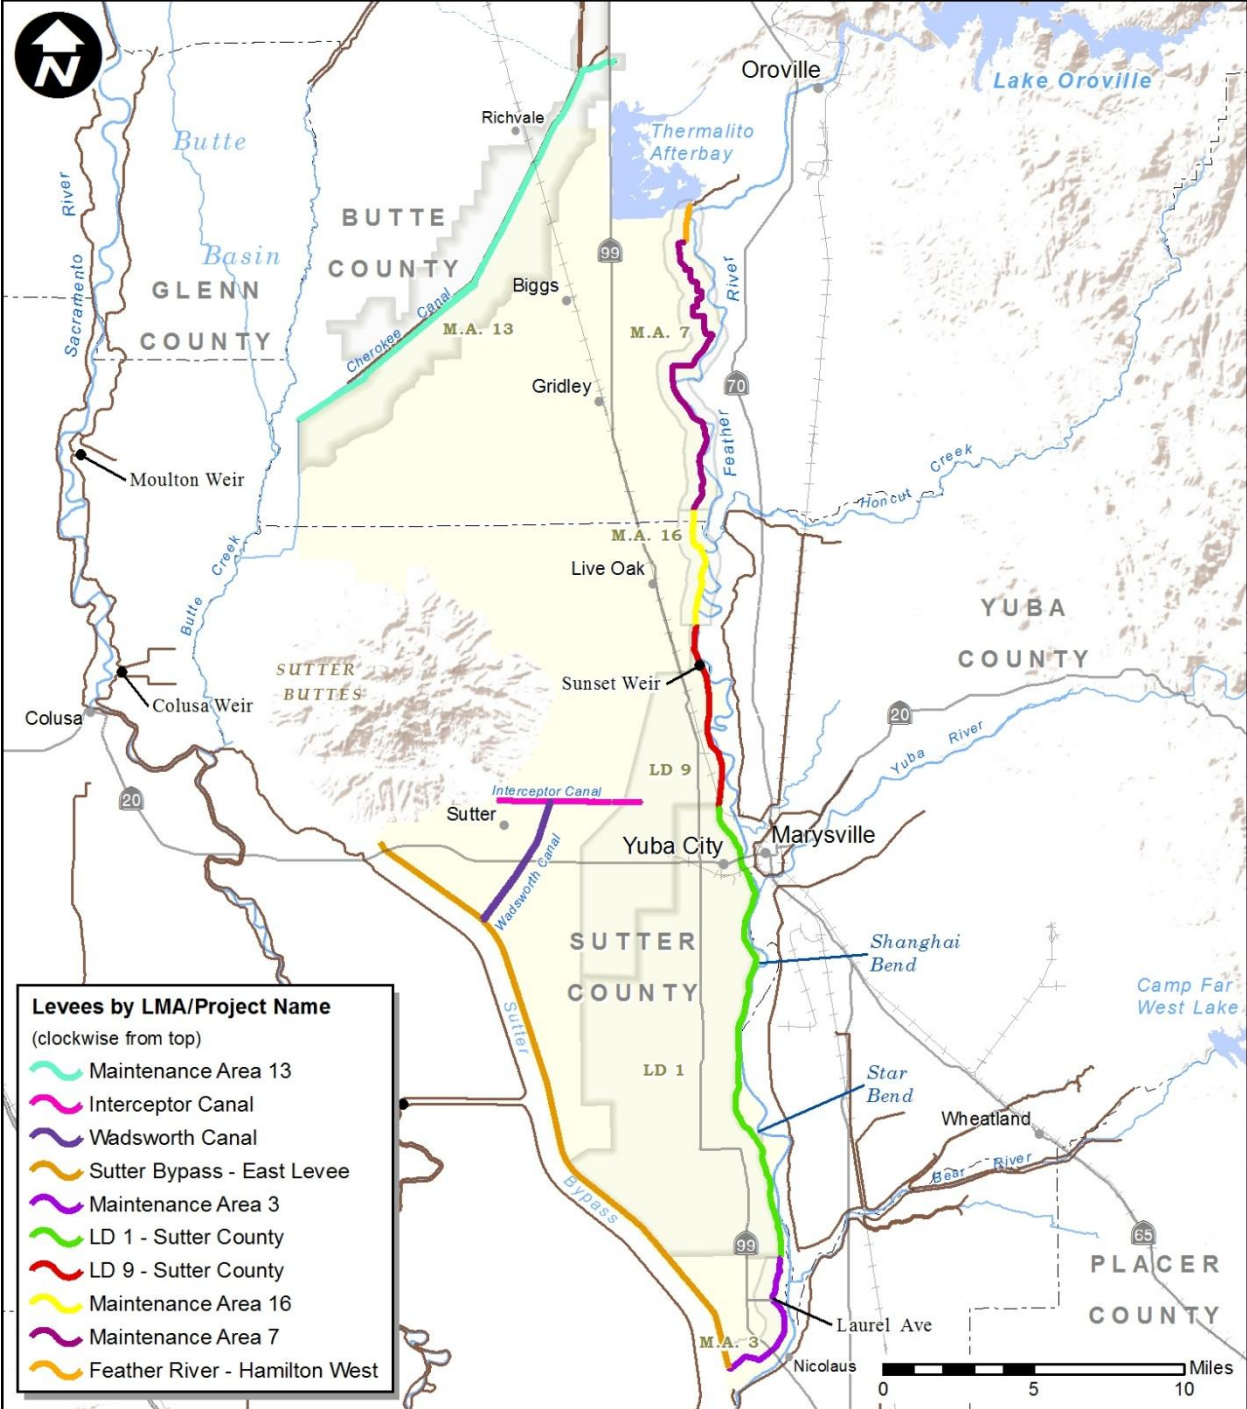 N
Oroville
Lake Oroville
Richvale
Thermalito
Afterbay
Butte
Sacramento River
BUTTE
COUNTY
99
River
Basin
GLENN
COUNTY
Biggs
Cherokee Canal
M.A. 13
M.A. 7
Gridley
70
Feather
Moulton Weir
Honcut Creek
M.A. 16
Butte Creek
Live Oak
YUBA
COUNTY
SUTTER
BUTTES
Sunset Weir
Colusa Weir
Colusa
20
Yuba River
LD 9
20
Interceptor Canal
Sutter
Wadsworth Canal
Yuba City
Marysville
SUTTER
COUNTY
Shanghai
Bend
Camp Far
West Lake
Sutter
LD 1
Star
Bend
Wheatland
Bear River
Bypass
99
65
PLACER
COUNTY
Laurel Ave
M.A. 3
Nicolaus
Miles
0 5 10
Levees by LMA/Project Name
(clockwise from top)
Maintenance Area 13
Interceptor Canal
Wadsworth Canal
Sutter Bypass - East Levee
Maintenance Area 3
LD 1 - Sutter County
LD 9 - Sutter County
Maintenance Area 16
Maintenance Area 7
Feather River - Hamilton West